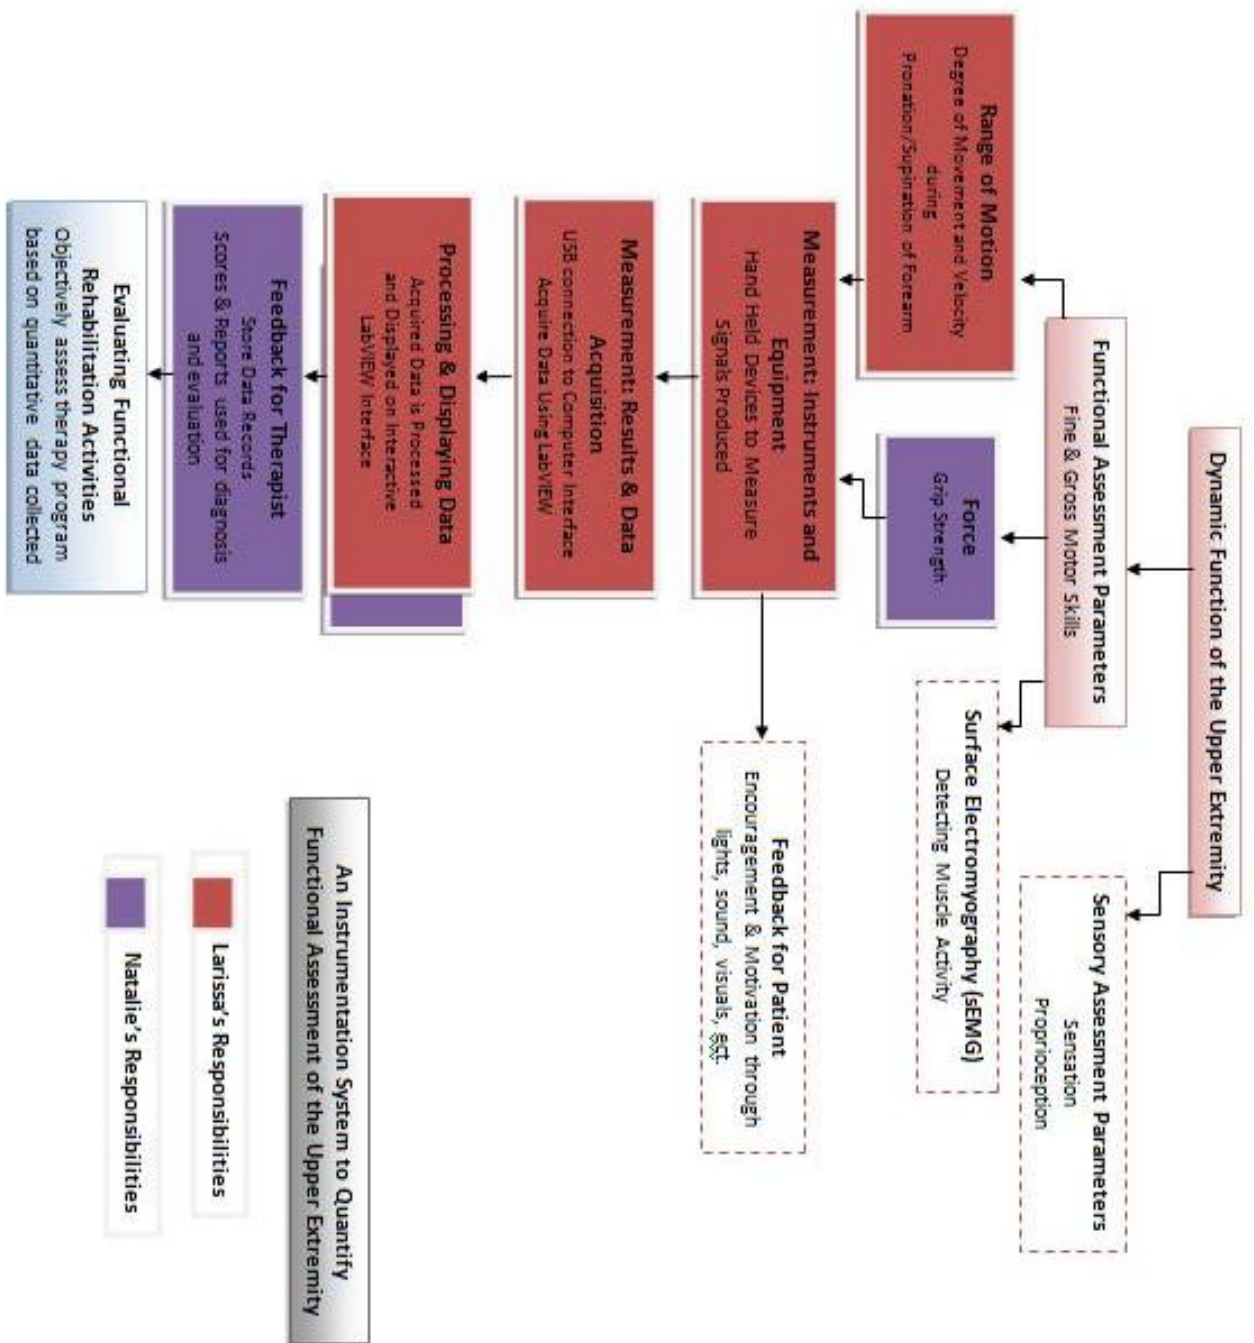 Dynamic Function of the Upper Extremity
Functional Assessment Parameters
Fine & Gross Motor Skills
Sensory Assessment Parameters
Sensation
Proprioception
Range of Motion
Degree of Movement and Velocity
during
Pronation/Supination of Forearm
Force
Grip Strength
Surface Electromyography (sEMG)
Detecting Muscle Activity
Measurement: Instruments and
Equipment
Hand Held Devices to Measure
Signals Produced
Feedback for Patient
Encouragement & Motivation through
lights, sound, visuals, ect.
Measurement: Results & Data
Acquisition
USB connection to Computer Interface
Acquire Data Using LabVIEW
Processing & Displaying Data
Acquired Data is Processed
and Displayed on Interactive
LabVIEW Interface
Feedback for Therapist
Store Data Records
Scores & Reports used for diagnosis
and evaluation
Evaluating Functional
Rehabilitation Activities
Objectively assess therapy program
based on quantitative data collected
An Instrumentation System to Quantify
Functional Assessment of the Upper Extremity
Larissa's Responsibilities
Natalie's Responsibilities